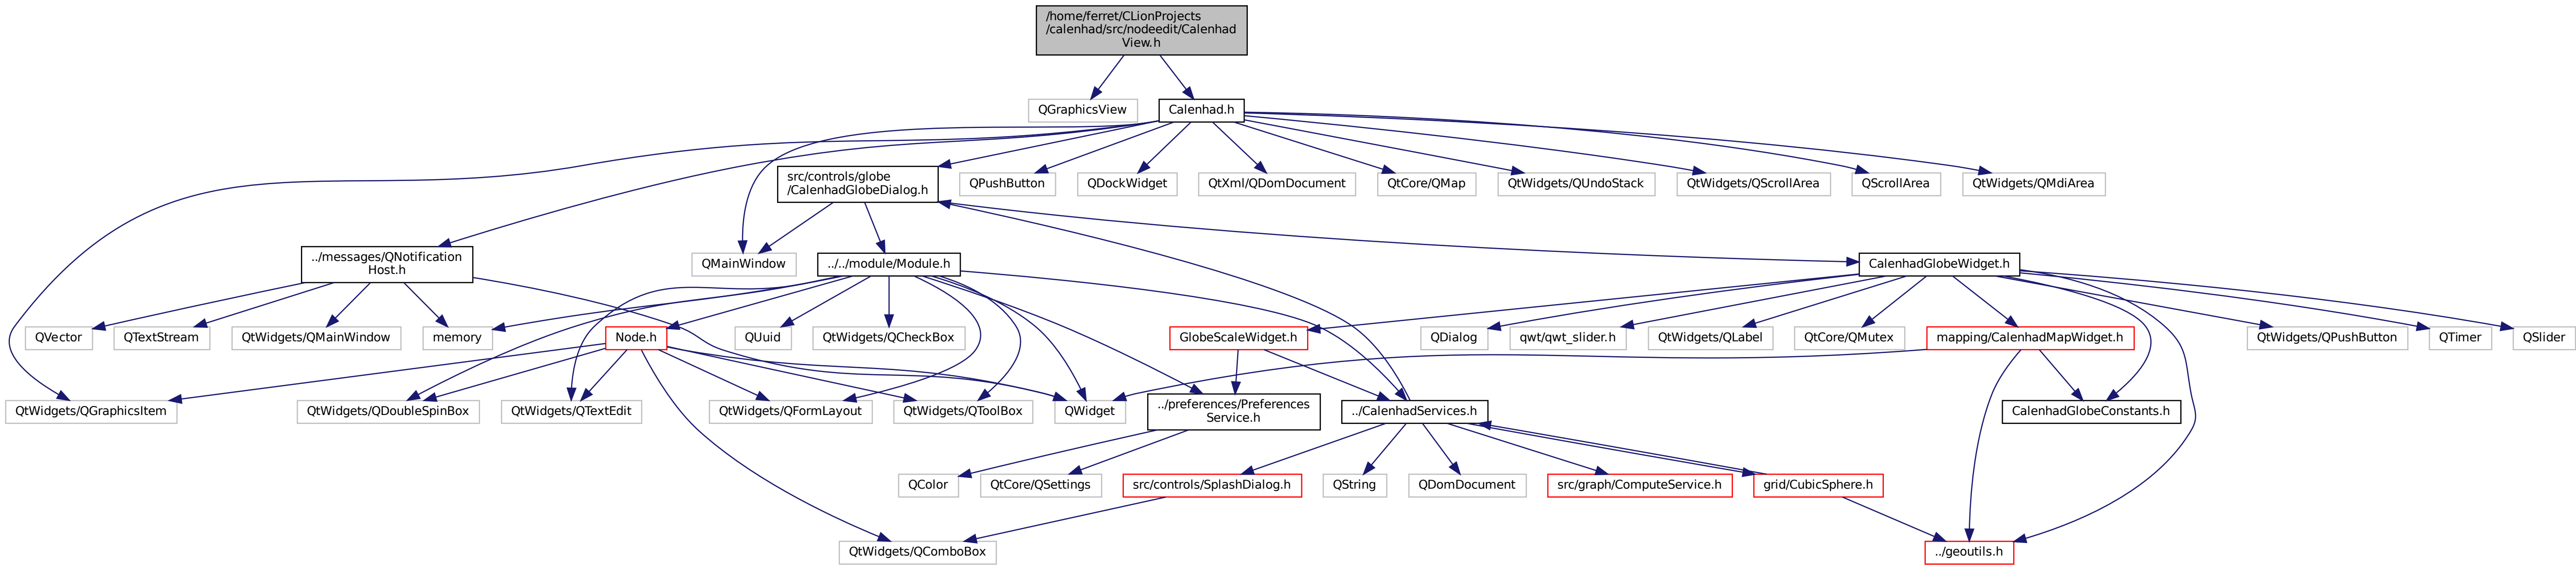 /home/ferret/CLionProjects
/calenhad/src/nodeedit/Calenhad
View.h
QGraphicsView
Calenhad.h
src/controls/globe
/CalenhadGlobeDialog.h
QPushButton
QDockWidget
QtXml/QDomDocument
QtCore/QMap
QtWidgets/QUndoStack
QtWidgets/QScrollArea
QScrollArea
QtWidgets/QMdiArea
../messages/QNotification
Host.h
QMainWindow
../../module/Module.h
CalenhadGlobeWidget.h
QVector
QTextStream
QtWidgets/QMainWindow
memory
Node.h
QUuid
QtWidgets/QCheckBox
GlobeScaleWidget.h
QDialog
qwt/qwt_slider.h
QtWidgets/QLabel
QtCore/QMutex
mapping/CalenhadMapWidget.h
QtWidgets/QPushButton
QTimer
QSlider
QtWidgets/QGraphicsItem
QtWidgets/QDoubleSpinBox
QtWidgets/QTextEdit
QtWidgets/QFormLayout
QtWidgets/QToolBox
QWidget
../preferences/Preferences
Service.h
../CalenhadServices.h
CalenhadGlobeConstants.h
QColor
QtCore/QSettings
src/controls/SplashDialog.h
QString
QDomDocument
src/graph/ComputeService.h
grid/CubicSphere.h
QtWidgets/QComboBox
../geoutils.h